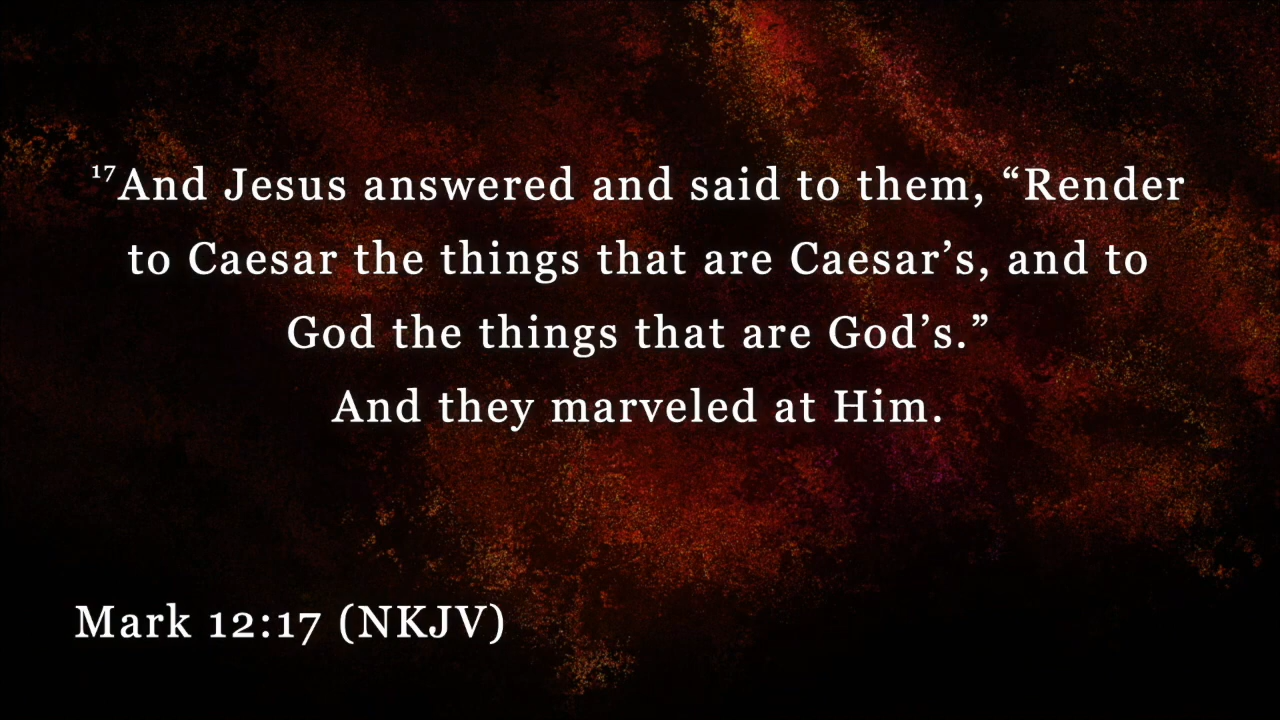 17And Jesus answered and said to them, “Render
to Caesar the things that are Caesar’s, and to
God the things that are God’s.”
And they marveled at Him.
Mark 12:17 (NKJV)